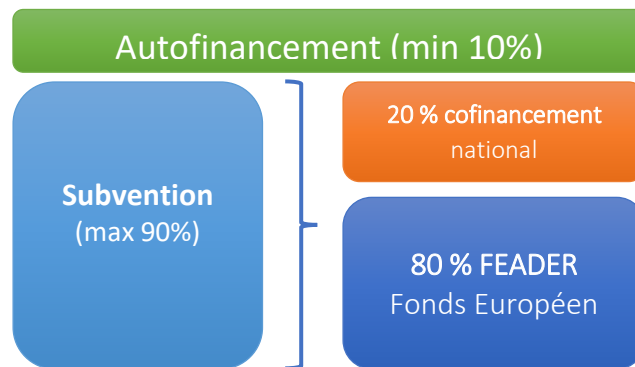 Autofinancement (min 10%)
Subvention
(max 90%)
20 % cofinancement
national
80 % FEADER
Fonds Européen